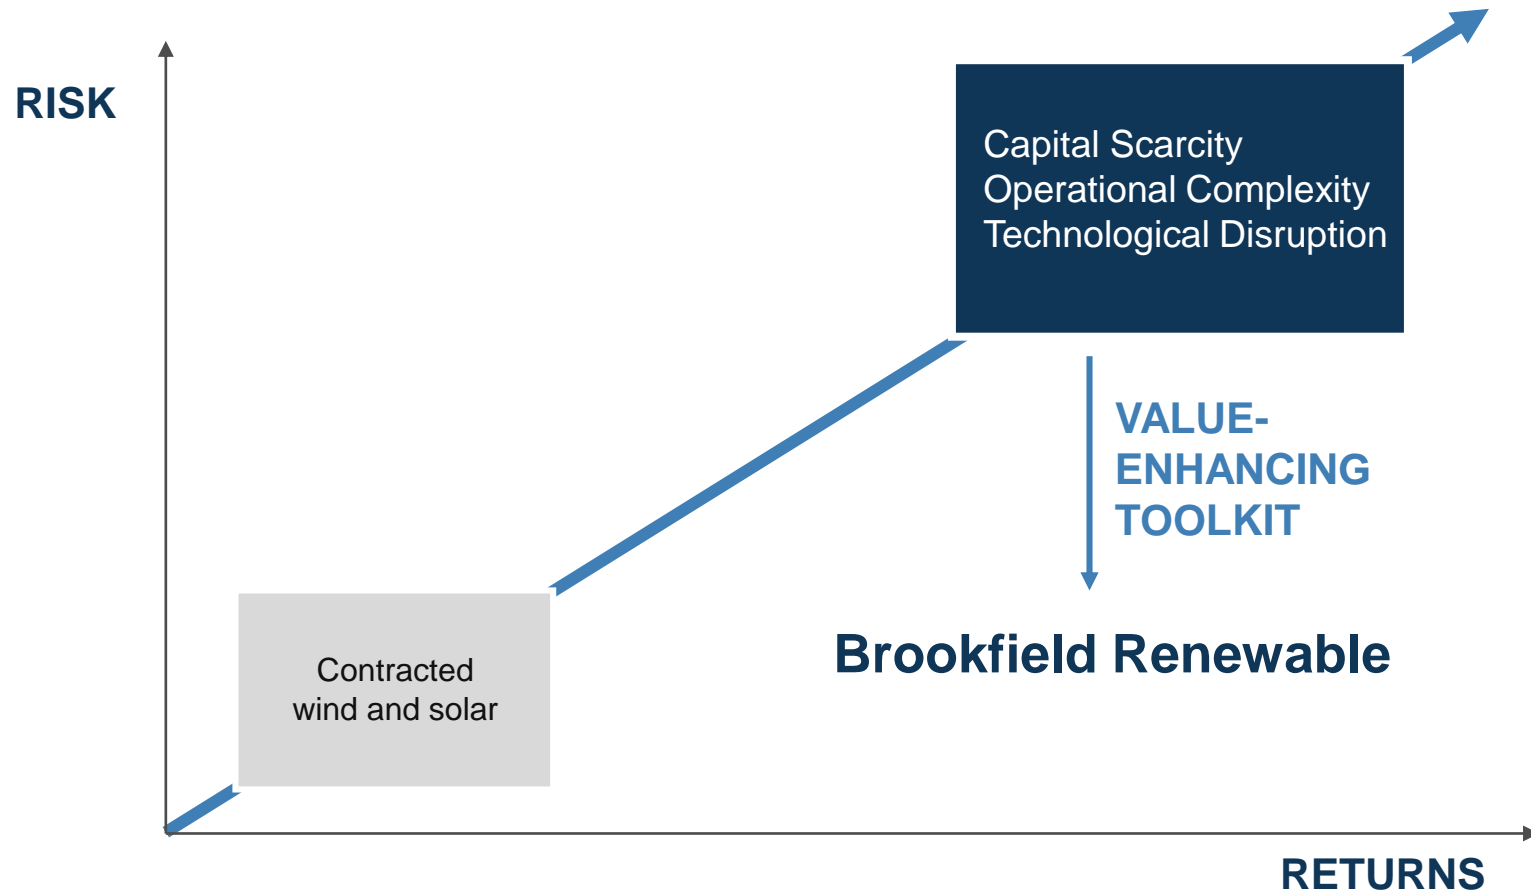 RISK
Capital Scarcity
Operational Complexity
Technological Disruption
VALUE-
ENHANCING
TOOLKIT
Brookfield Renewable
Contracted
wind and solar
RETURNS